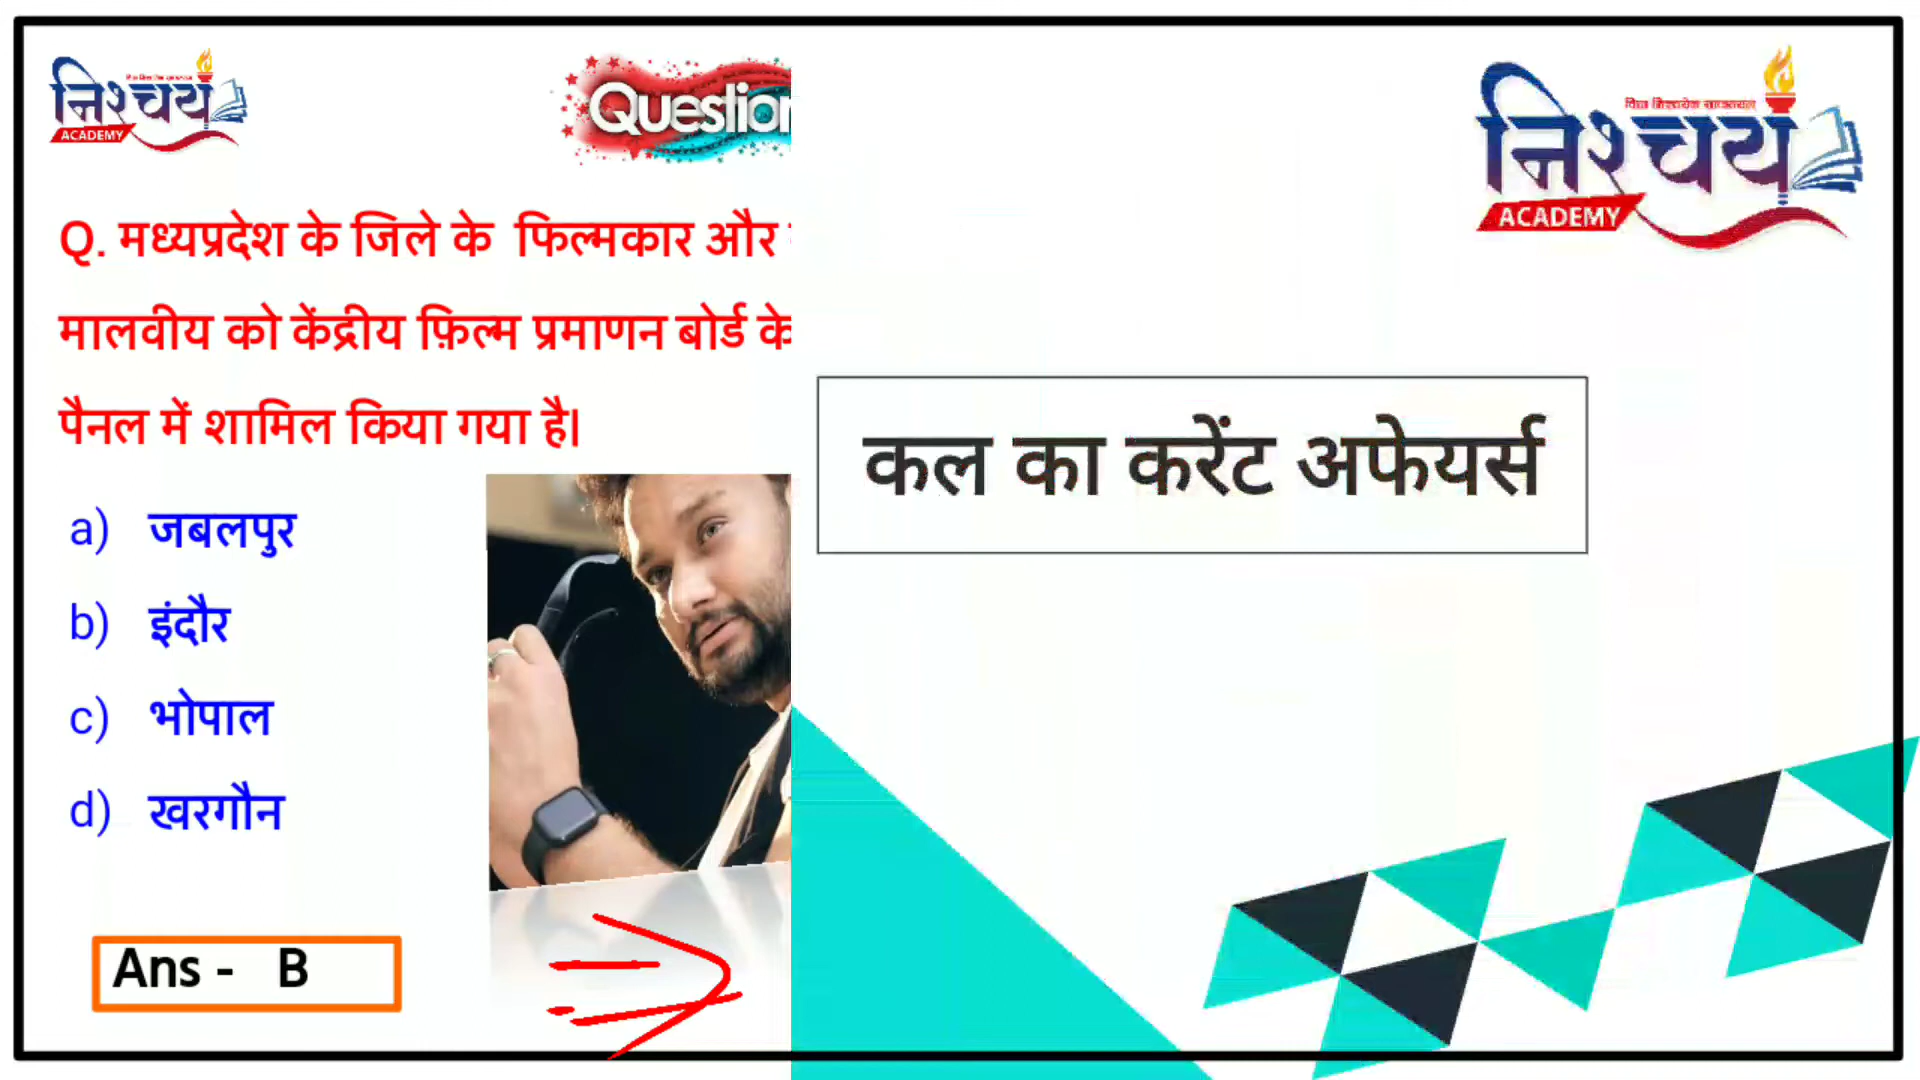 निश्चय
ACADEMY
Question
Q. मध्यप्रदेश के जिले के फिल्मकार और
मालवीय को केंद्रीय फ़िल्म प्रमाणन बोर्ड के
पैनल में शामिल किया गया है।
a) जबलपुर
b) इंदौर
c) भोपाल
d) खरगौन
Ans - B
निश्चय
ACADEMY
कल का करेंट अफेयर्स